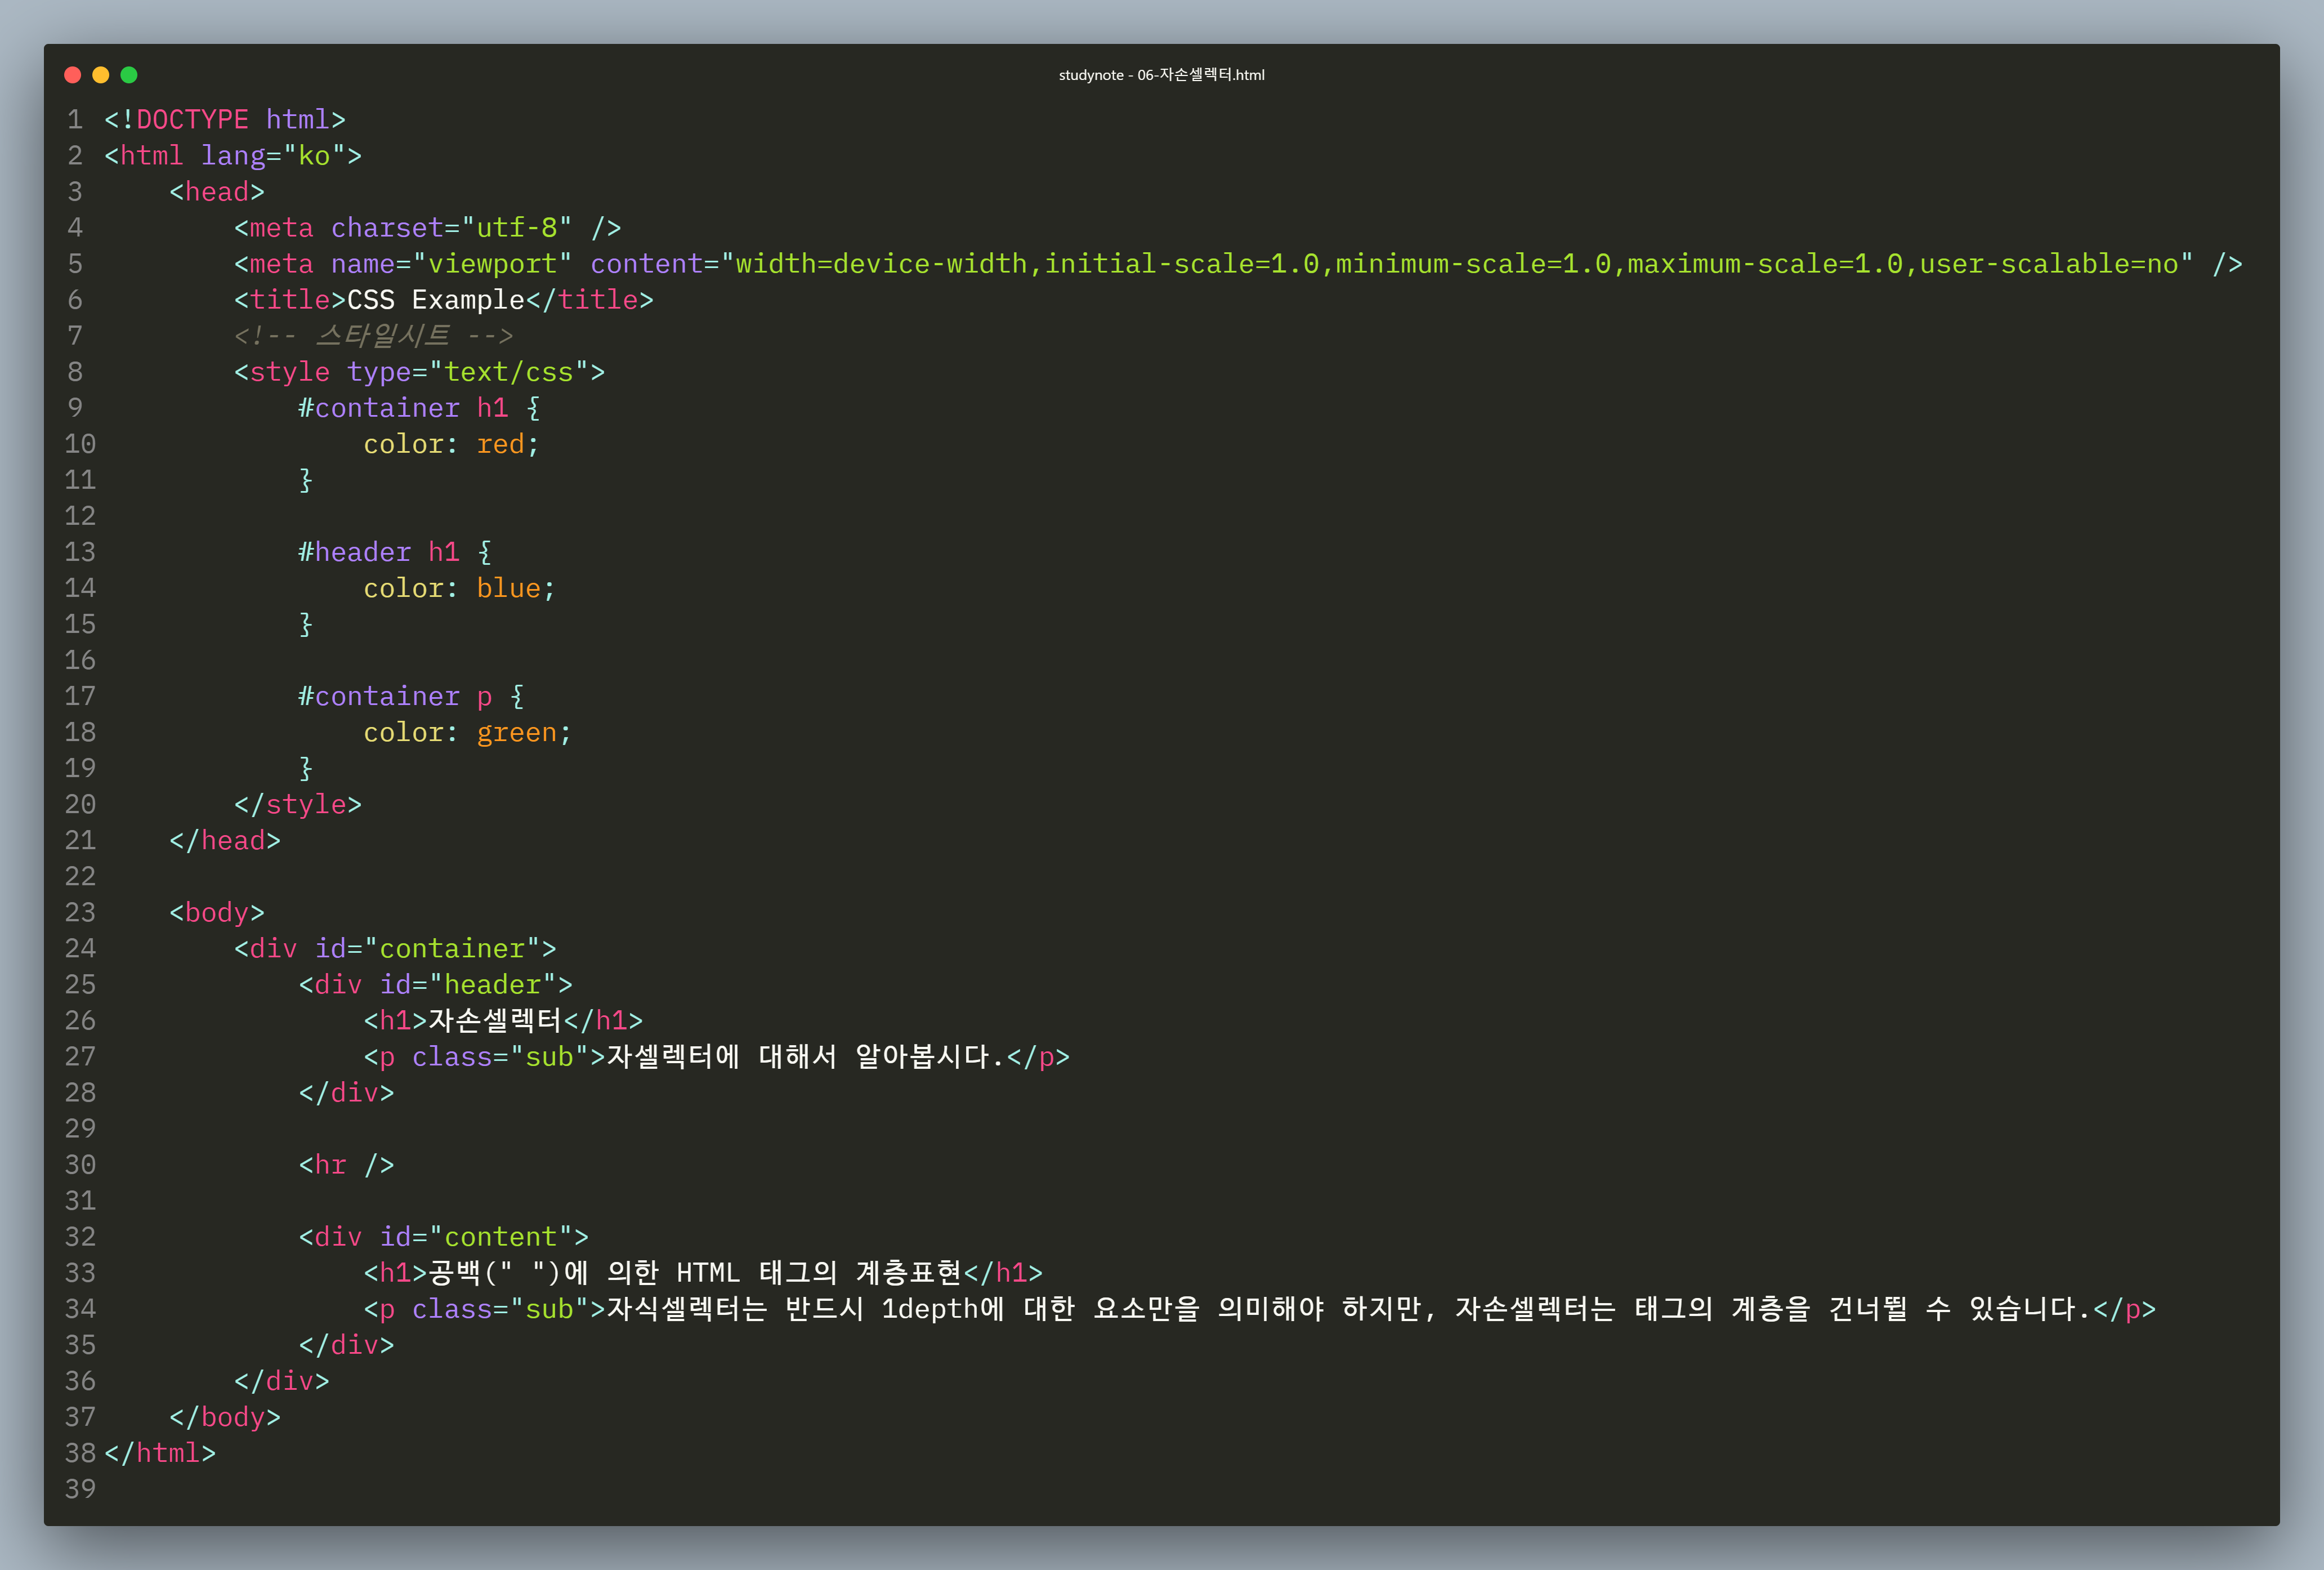 studynote - 06-자손셀렉터.html
1 <!DOCTYPE html>
2 <html lang="ko">
3     <head>
4         <meta charset="utf-8" />
5         <meta name="viewport" content="width=device-width,initial-scale=1.0,minimum-scale=1.0,maximum-scale=1.0,user-scalable=no" />
6         <title>CSS Example</title>
7         <!-- 스타일시트 -->
8         <style type="text/css">
9             #container h1 {
10                 color: red;
11             }
12
13             #header h1 {
14                 color: blue;
15             }
16
17             #container p {
18                 color: green;
19             }
20         </style>
21     </head>
22
23     <body>
24         <div id="container">
25             <div id="header">
26                 <h1>자손셀렉터</h1>
27                 <p class="sub">자셀렉터에 대해서 알아봅시다.</p>
28             </div>
29
30             <hr />
31
32             <div id="content">
33                 <h1>공백(" ")에 의한 HTML 태그의 계층표현</h1>
34                 <p class="sub">자식셀렉터는 반드시 1depth에 대한 요소만을 의미해야 하지만, 자손셀렉터는 태그의 계층을 건너뛸 수 있습니다.</p>
35             </div>
36         </div>
37     </body>
38 </html>
39